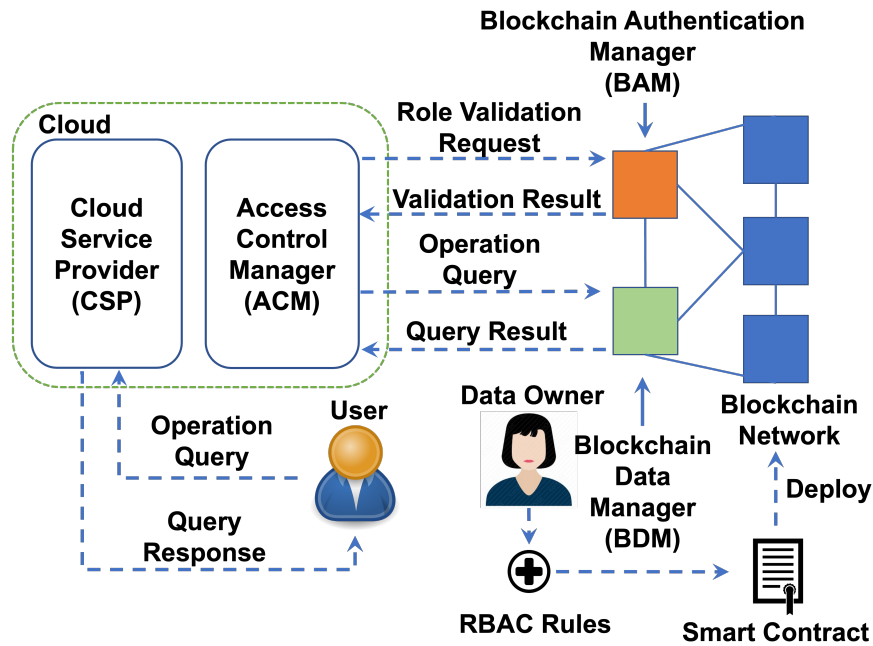 Blockchain Authentication
Manager
(BAM)
Cloud
Role Validation
Request
Cloud
Service
Provider
(CSP)
Access
Control
Manager
(ACM)
Validation Result
Operation
Query
Query Result
User
Data Owner
Blockchain
Network
Operation
Query
Blockchain
Data
Manager
(BDM)
Deploy
Query
Response
RBAC Rules
Smart Contract